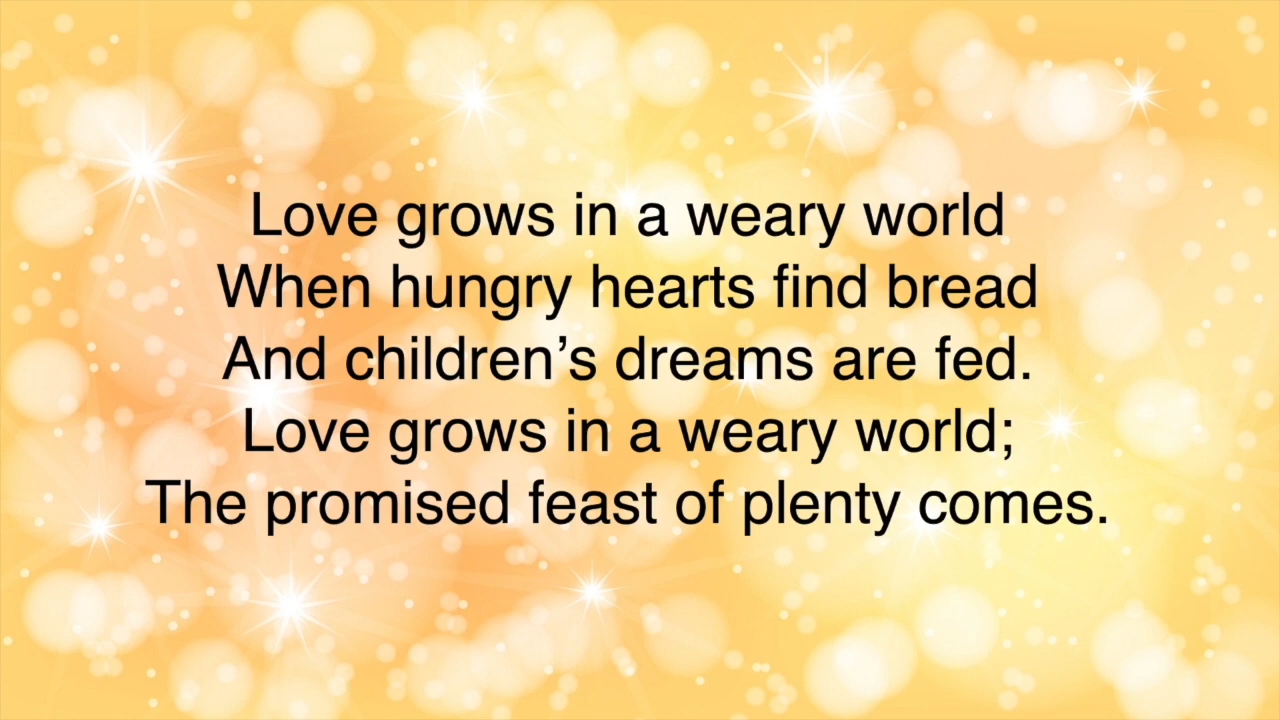 Love grows in a weary world
When hungry hearts find bread
And children’s dreams are fed.
Love grows in a weary world;
The promised feast of plenty comes.